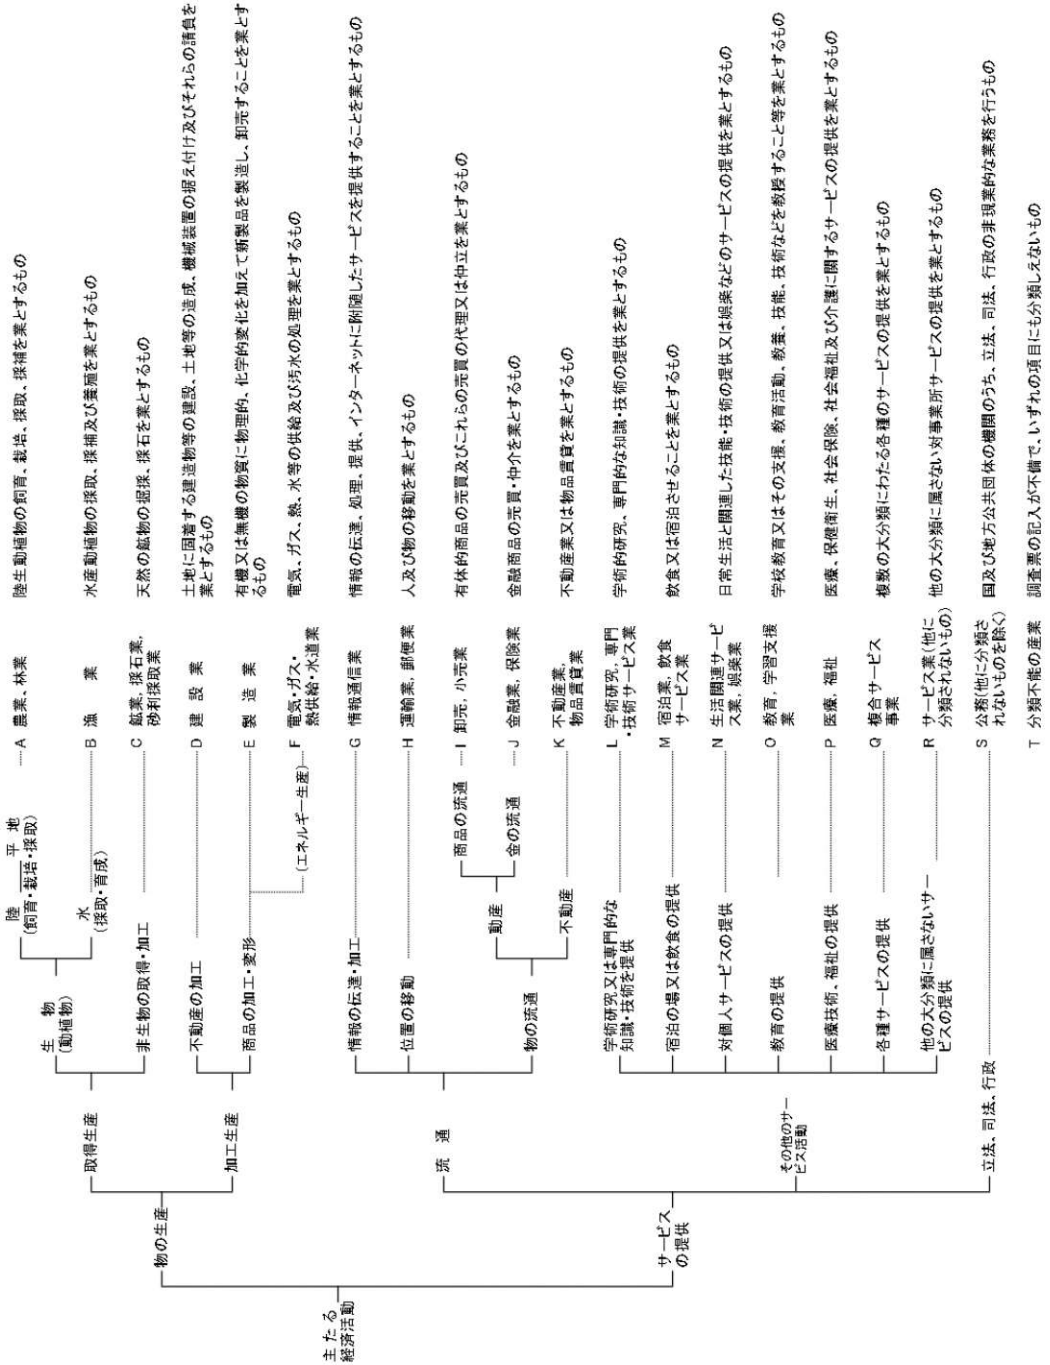 主たる
経済活動
物の生産
サービス
の提供
取得生産
加工生産
流通
その他のサー
ビス活動
立法、司法、行政
生物
(動植物)
非生物の取得・加工
不動産の加工
商品の加工・変形
情報の伝達・加工
位置の移動
物の流通
学術研究又は専門的な
知識・技術を提供
宿泊の場又は飲食の提供
対個人サービスの提供
教育の提供
医療技術、福祉の提供
各種サービスの提供
他の大分類に属さないサー
ビスの提供
陸 平地
(飼育・栽培・採取)
水
(採取・育成)
(エネルギー生産)
動産
不動産
商品の流通
金の流通
A 農業、林業 陸生動植物の飼育、栽培、採取、採補を業とするもの
B 漁業 水産動植物の採取、採捕及び養殖を業とするもの
C 鉱業，採石業，
砂利採取業
天然の鉱物の掘採、採石を業とするもの
D 建設業 土地に固着する建造物等の建設、土地等の造成、機械装置の据え付け及びそれらの請負を
業とするもの
E 製造業 有機又は無機の物質に物理的、化学的変化を加えて新製品を製造し、卸売することを業とす
るもの
F 電気・ガス・
熱供給・水道業
電気、ガス、熱、水等の供給及び汚水の処理を業とするもの
G 情報通信業 情報の伝達、処理、提供、インターネットに附随したサービスを提供することを業とするもの
H 運輸業，郵便業 人及び物の移動を業とするもの
I 卸売，小売業 有体的商品の売買及びこれらの売買の代理又は仲立を業とするもの
J 金融業，保険業 金融商品の売買・仲介を業とするもの
K 不動産業，
物品賃貸業
不動産業又は物品賃貸を業とするもの
L 学術研究，専門
・技術サービス業
学術的研究、専門的な知識・技術の提供を業とするもの
M 宿泊業，飲食
サービス業
飲食又は宿泊させることを業とするもの
N 生活関連サービ
ス業，娯楽業
日常生活と関連した技能・技術の提供又は娯楽などのサービスの提供を業とするもの
O 教育，学習支援
業
学校教育又はその支援、教育活動、教養、技能、技術などを教授すること等を業とするもの
P 医療，福祉 医療、保健衛生、社会保険、社会福祉及び介護に関するサービスの提供を業とするもの
Q 複合サービス
事業
複数の大分類にわたる各種のサービスの提供を業とするもの
R サービス業(他に
分類されないもの)
他の大分類に属さない対事業所サービスの提供を業とするもの
S 公務(他に分類さ
れないものを除く)
国及び地方公共団体の機関のうち、立法、司法、行政の非現業的な業務を行うもの
T 分類不能の産業 調査票の記入が不備で、いずれの項目にも分類しえないもの